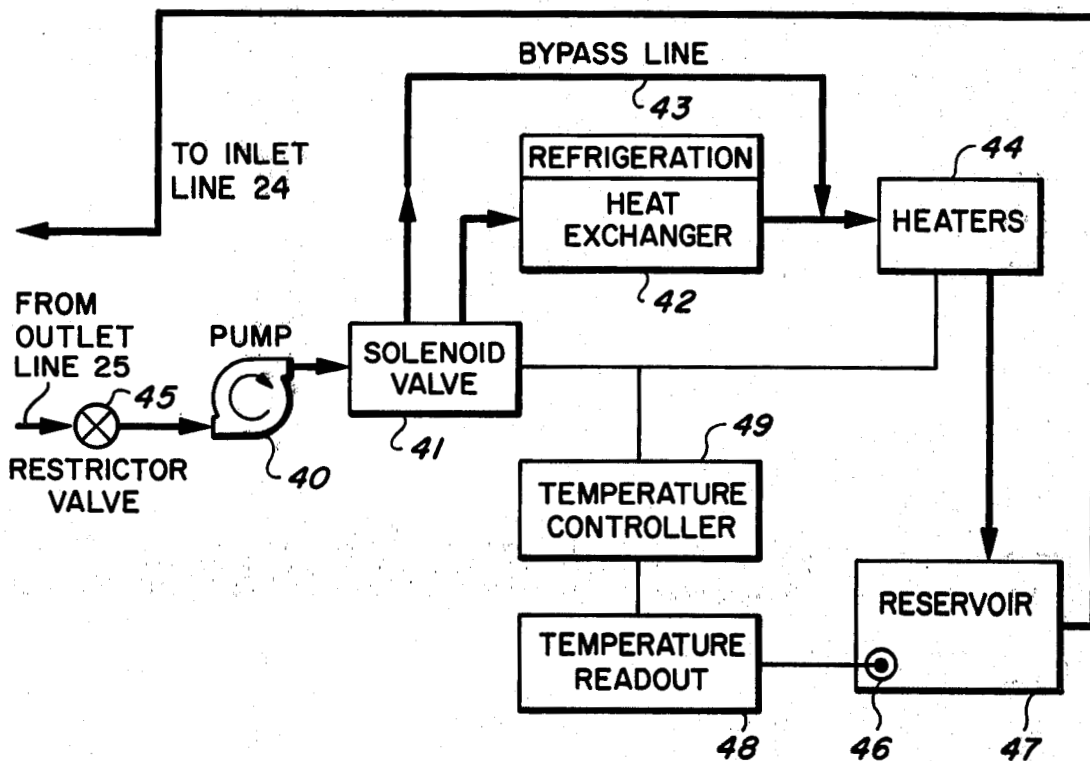 BYPASS LINE
43
TO INLET
LINE 24
REFRIGERATION
HEAT
EXCHANGER
42
44
HEATERS
FROM
OUTLET
LINE 25
45
RESTRICTOR
VALVE
PUMP
40
SOLENOID
VALVE
41
49
TEMPERATURE
CONTROLLER
TEMPERATURE
READOUT
48
RESERVOIR
46
47